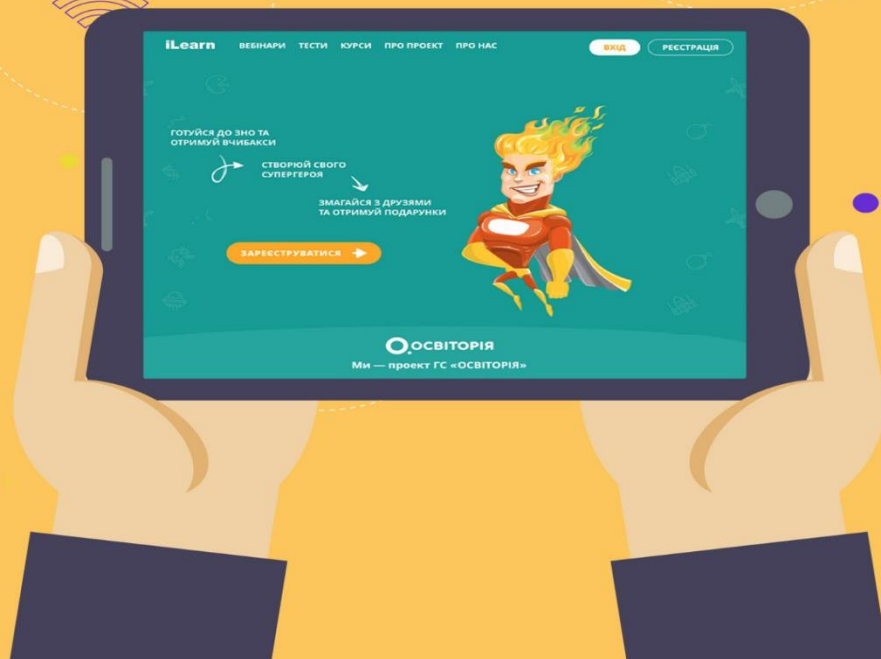 iLearn ВЕБІНАРИ ТЕСТИ КУРСИ ПРО ПРОЕКТ ПРО НАС ВХІД РЕЄСТРАЦІЯ
ГОТУЙСЯ ДО ЗНО ТА
ОТРИМУЙ ВЧИБАКСИ
СТВОРЮЙ СВОГО
СУПЕРГЕРОЯ
ЗМАГАЙСЯ З ДРУЗЯМИ
ТА ОТРИМУЙ ПОДАРУНКИ
ЗАРЕЄСТРУВАТИСЯ
ОСВІТОРІЯ
Ми — проект ГС «ОСВІТОРІЯ»